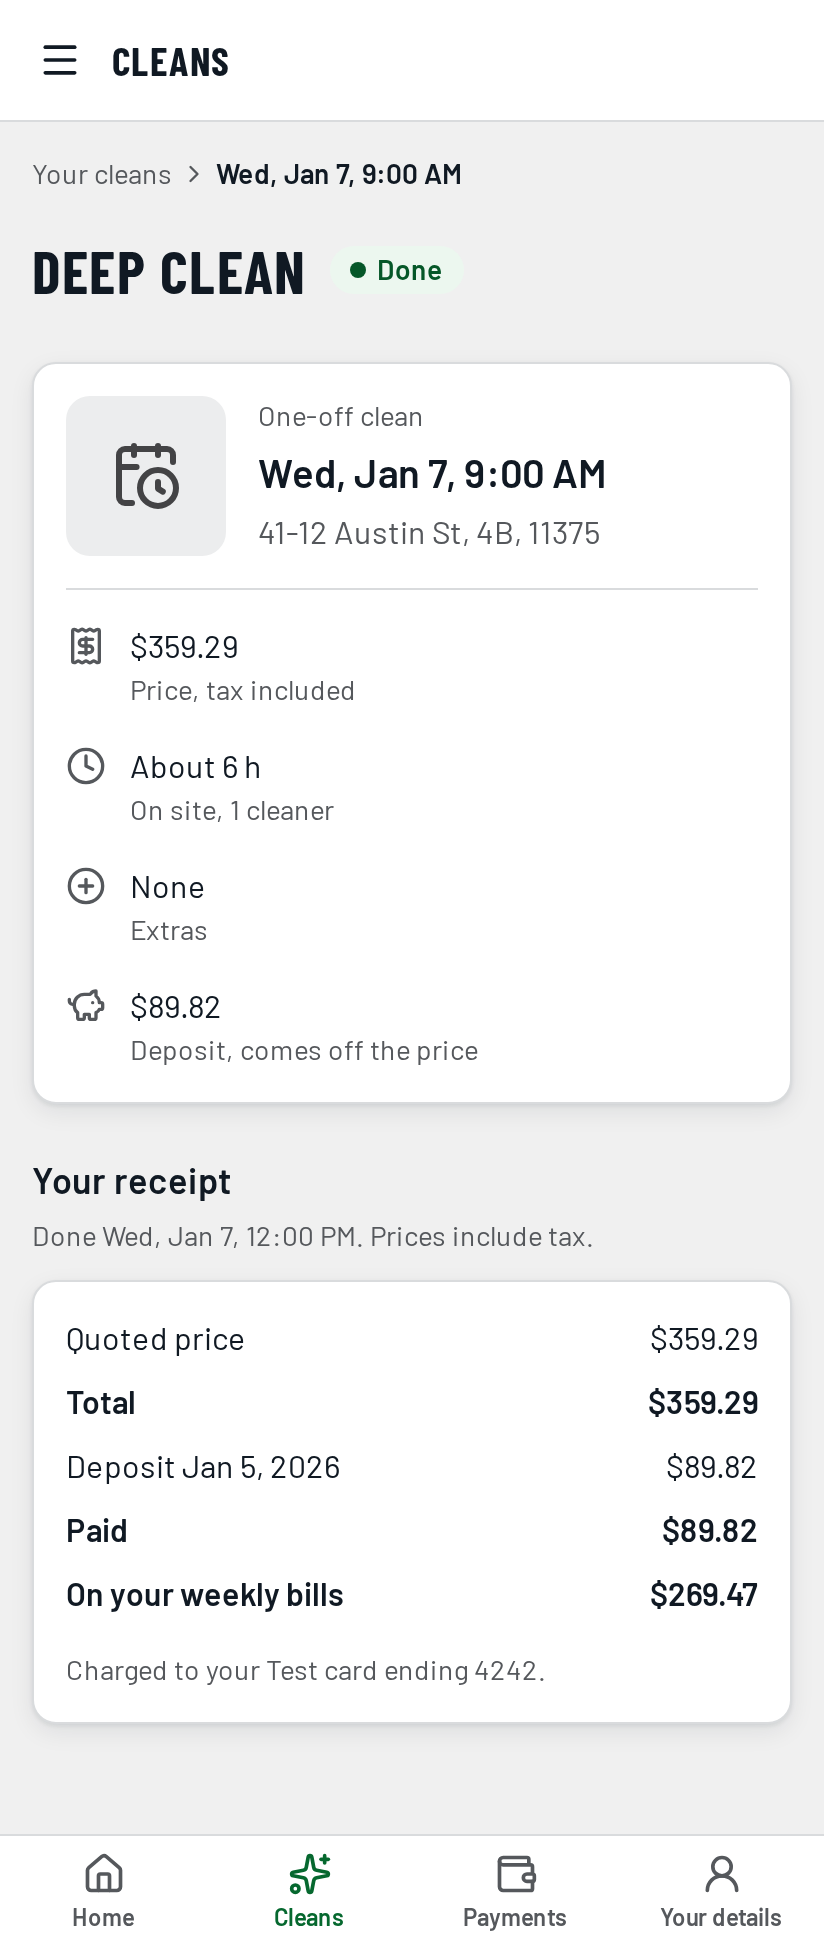 CLEANS
Your cleans > Wed, Jan 7, 9:00 AM
DEEP CLEAN Done
One-off clean
Wed, Jan 7, 9:00 AM
41-12 Austin St, 4B, 11375
$359.29
Price, tax included
About 6 h
On site, 1 cleaner
None
Extras
$89.82
Deposit, comes off the price
Your receipt
Done Wed, Jan 7, 12:00 PM. Prices include tax.
Quoted price $359.29
Total $359.29
Deposit Jan 5, 2026 $89.82
Paid $89.82
On your weekly bills $269.47
Charged to your Test card ending 4242.
Home Cleans Payments Your details